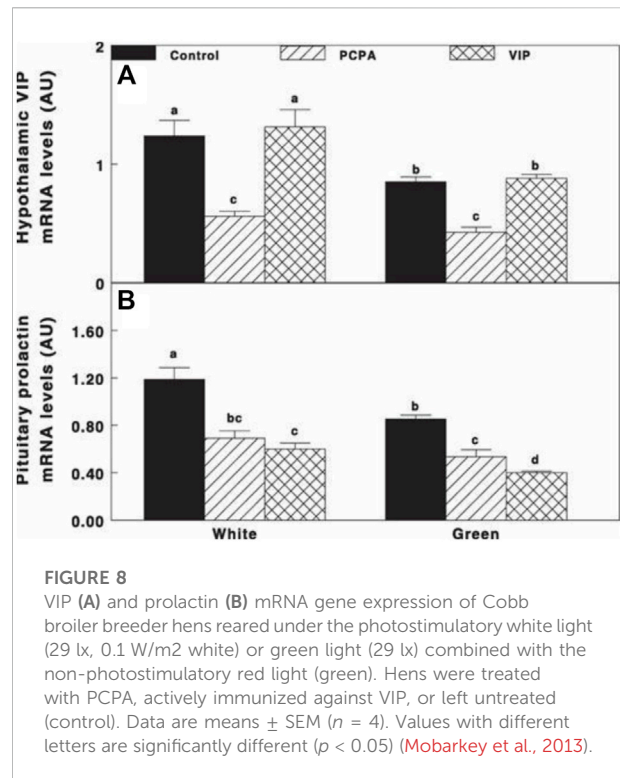 2
Control PCPA VIP
A
a
a
Hypothalamic VIP
mRNA levels (AU)
b
b
1
c
c
0
B
1.60
a
Pituitary prolactin
mRNA levels (AU)
1.20
b
bc
0.80
c
c
d
0.40
0.00
White Green
FIGURE 8
VIP (A) and prolactin (B) mRNA gene expression of Cobb
broiler breeder hens reared under the photostimulatory white light
(29 lx, 0.1 W/m2 white) or green light (29 lx) combined with the
non-photostimulatory red light (green). Hens were treated
with PCPA, actively immunized against VIP, or left untreated
(control). Data are means ± SEM (n = 4). Values with different
letters are significantly different (p < 0.05) (Mobarkey et al., 2013).